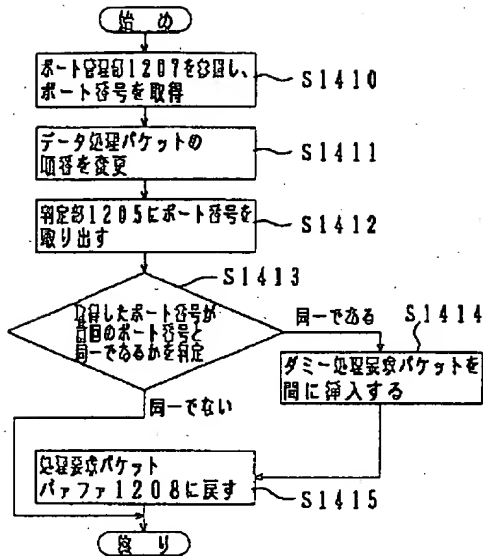 始め
ポート管理部1207を参照し、
ポート番号を取得
S1410
データ処理パケットの
順番を変更
S1411
判定部1205にポート番号を
取り出す
S1412
S1413
取得したポート番号が
前回のポート番号と
同一であるかを判定
同一である
S1414
ダミー処理要求パケットを
間に挿入する
同一でない
処理要求パケット
バァファ1208に戻す
S1415
終り